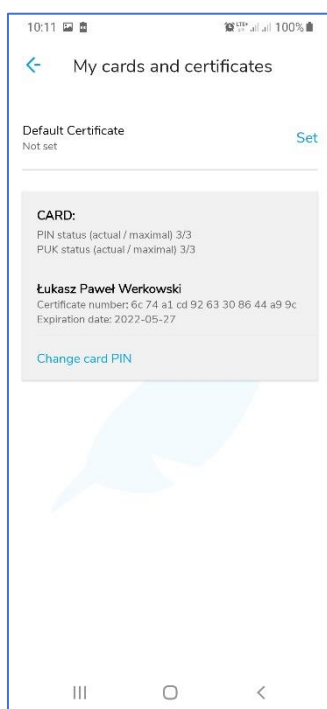 10:11 100%
My cards and certificates
Default Certificate
Set
Not set
CARD:
PIN status (actual / maximal) 3/3
PUK status (actual / maximal) 3/3
Łukasz Paweł Werkowski
Certificate number: 6c 74 a1 cd 92 63 30 86 44 a9 9c
Expiration date: 2022-05-27
Change card PIN